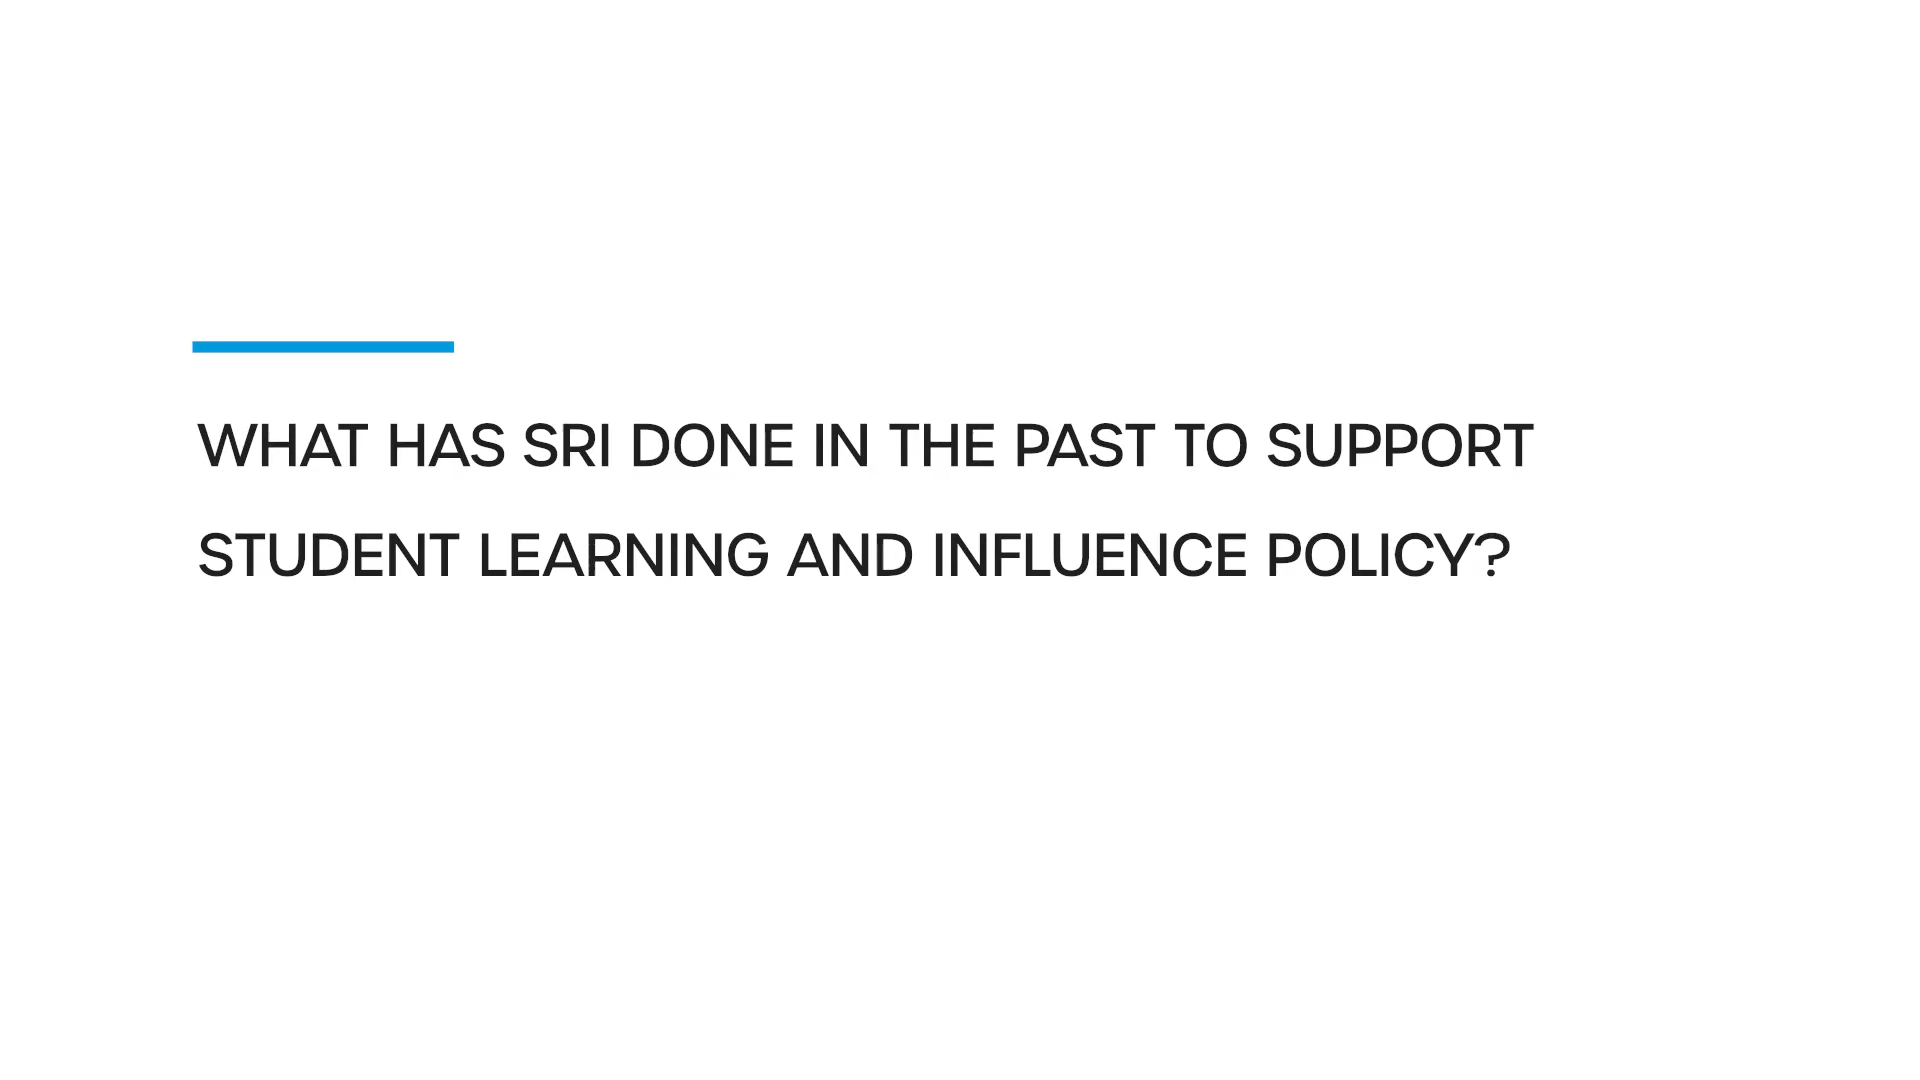 WHAT HAS SRI DONE IN THE PAST TO SUPPORT
STUDENT LEARNING AND INFLUENCE POLICY?